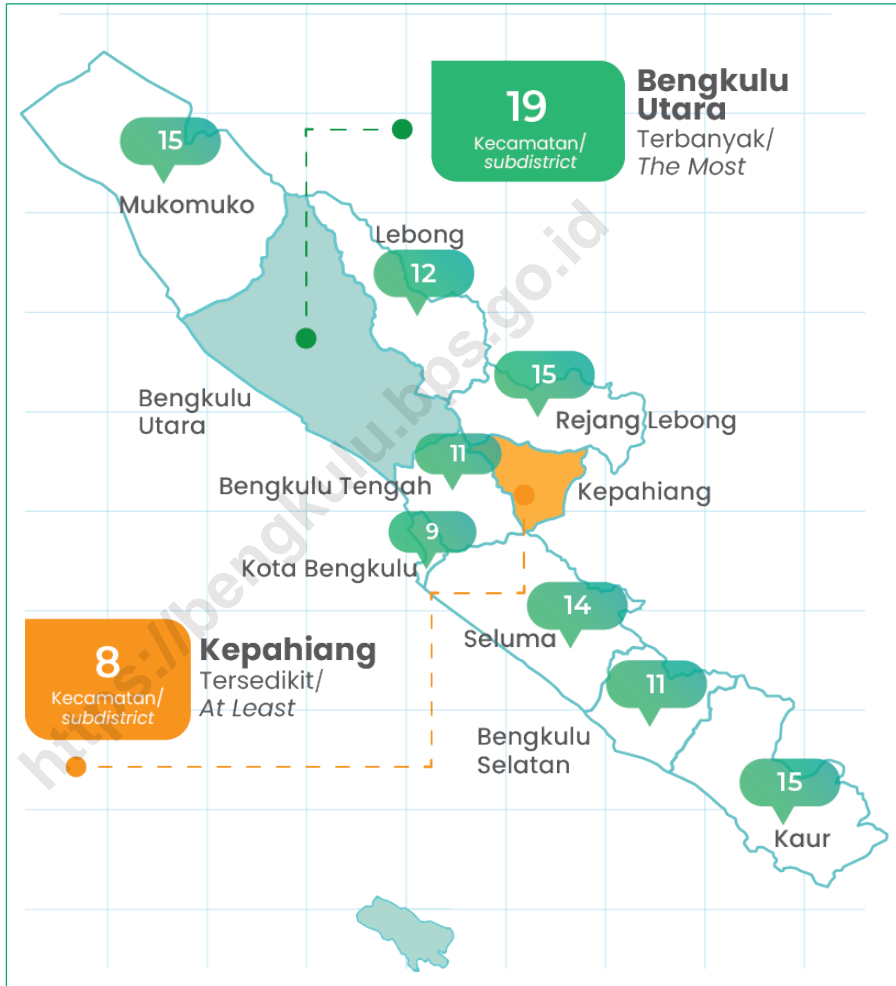 19
Kecamatan/
subdistrict
Bengkulu
Utara
Terbanyak/
The Most
15
Mukomuko
Lebong
12
15
Rejang Lebong
Bengkulu
Utara
11
Bengkulu Tengah
Kepahiang
9
Kota Bengkulu
14
Seluma
8
Kecamatan/
subdistrict
Kepahiang
Tersedikit/
At Least
11
Bengkulu
Selatan
15
Kaur
https://bengkulu.bps.go.id